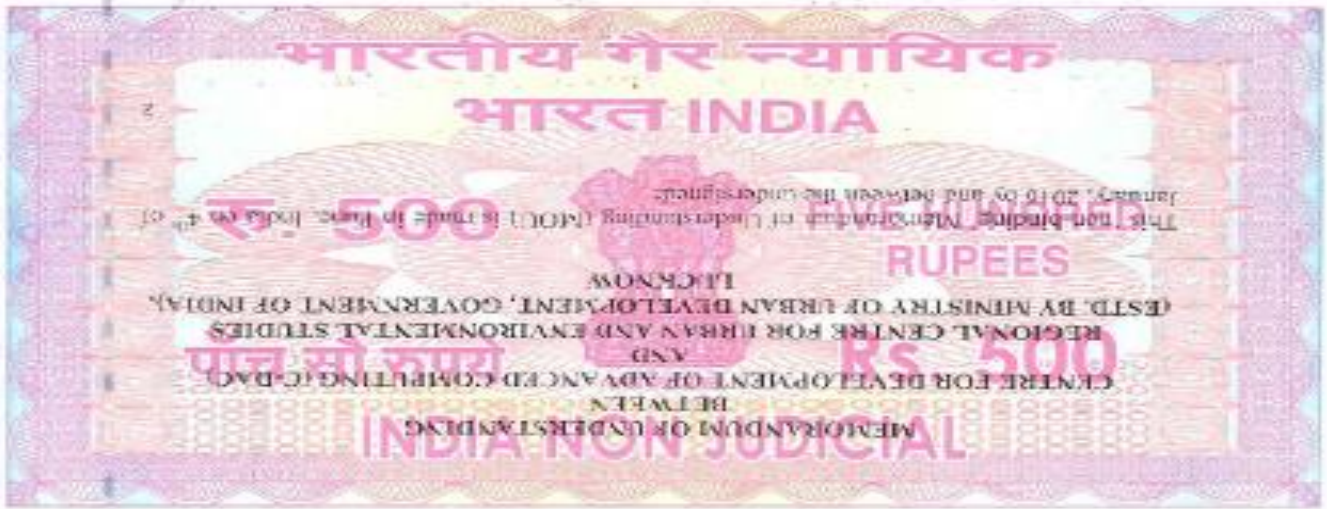 भारतीय गैर न्यायिक
भारत INDIA
रु. 500
FIVE HUNDRED
RUPEES
पाँच सौ रुपये
Rs. 500
INDIA NON JUDICIAL
MEMORANDUM OF UNDERSTANDING
BETWEEN
CENTRE FOR DEVELOPMENT OF ADVANCED COMPUTING (C-DAC)
AND
REGIONAL CENTRE FOR URBAN AND ENVIRONMENTAL STUDIES
(ESTD. BY MINISTRY OF URBAN DEVELOPMENT, GOVERNMENT OF INDIA),
LUCKNOW
This non-binding Memorandum of Understanding (MOU) is made in Pune, India on 4th of
January, 2016 by and between the undersigned:
2